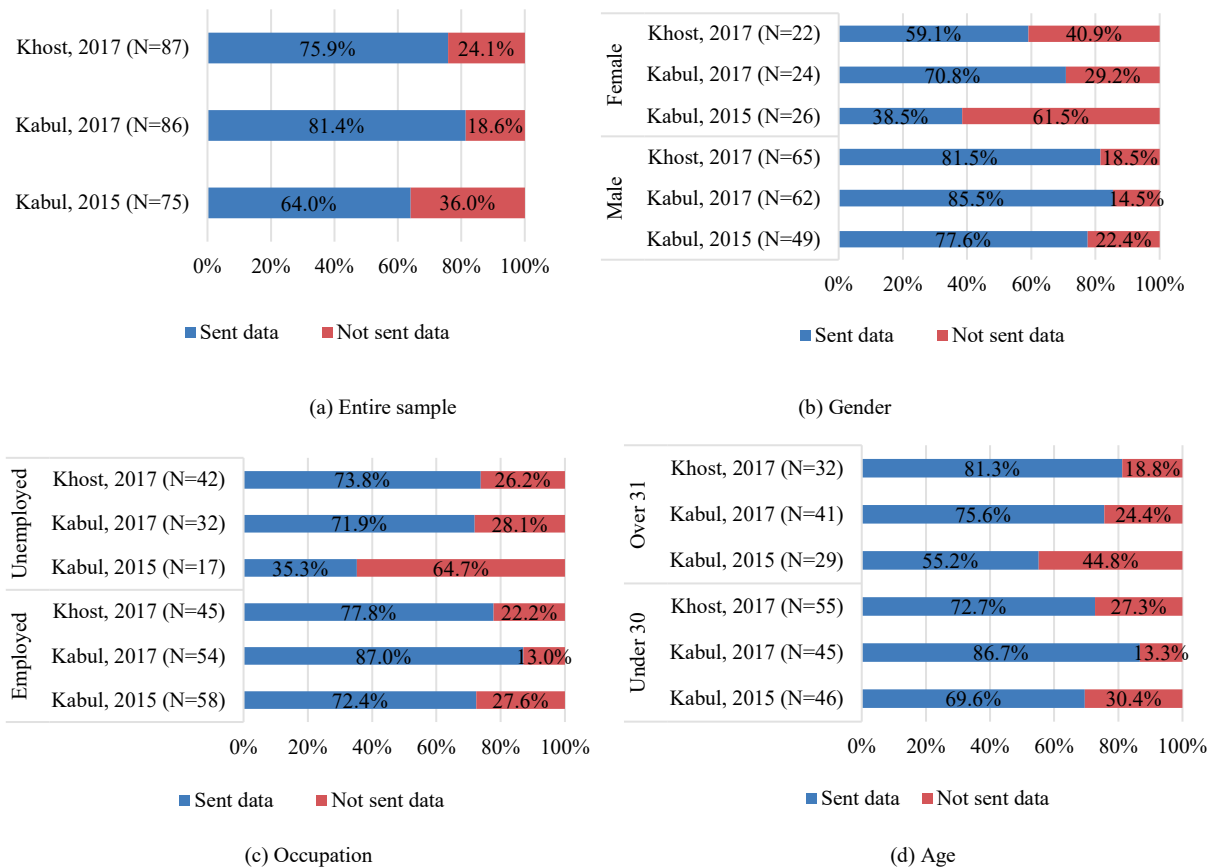 Khost, 2017 (N=87) 75.9% 24.1%
Kabul, 2017 (N=86) 81.4% 18.6%
Kabul, 2015 (N=75) 64.0% 36.0%
0% 20% 40% 60% 80% 100%
Sent data Not sent data
(a) Entire sample
Female
Khost, 2017 (N=22) 59.1% 40.9%
Kabul, 2017 (N=24) 70.8% 29.2%
Kabul, 2015 (N=26) 38.5% 61.5%
Male
Khost, 2017 (N=65) 81.5% 18.5%
Kabul, 2017 (N=62) 85.5% 14.5%
Kabul, 2015 (N=49) 77.6% 22.4%
0% 20% 40% 60% 80% 100%
Sent data Not sent data
(b) Gender
Unemployed
Khost, 2017 (N=42) 73.8% 26.2%
Kabul, 2017 (N=32) 71.9% 28.1%
Kabul, 2015 (N=17) 35.3% 64.7%
Employed
Khost, 2017 (N=45) 77.8% 22.2%
Kabul, 2017 (N=54) 87.0% 13.0%
Kabul, 2015 (N=58) 72.4% 27.6%
0% 20% 40% 60% 80% 100%
Sent data Not sent data
(c) Occupation
Over 31
Khost, 2017 (N=32) 81.3% 18.8%
Kabul, 2017 (N=41) 75.6% 24.4%
Kabul, 2015 (N=29) 55.2% 44.8%
Under 30
Khost, 2017 (N=55) 72.7% 27.3%
Kabul, 2017 (N=45) 86.7% 13.3%
Kabul, 2015 (N=46) 69.6% 30.4%
0% 20% 40% 60% 80% 100%
Sent data Not sent data
(d) Age